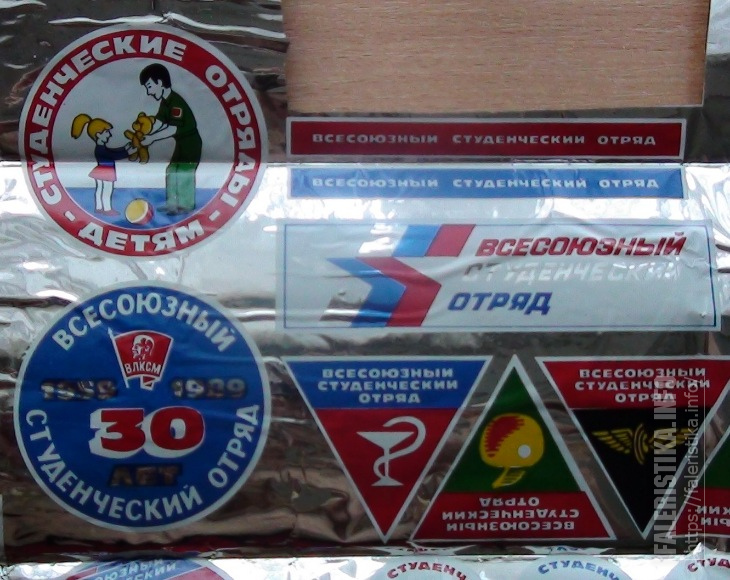 СТУДЕНЧЕСКИЕ ОТРЯДЫ - ДЕТЯМ -
ВСЕСОЮЗНЫЙ СТУДЕНЧЕСКИЙ ОТРЯД
ВСЕСОЮЗНЫЙ СТУДЕНЧЕСКИЙ ОТРЯД
ВСЕСОЮЗНЫЙ
СТУДЕНЧЕСКИЙ
ОТРЯД
ВСЕСОЮЗНЫЙ
ВЛКСМ
1959 1989
30
ЛЕТ
СТУДЕНЧЕСКИЙ ОТРЯД
ВСЕСОЮЗНЫЙ
СТУДЕНЧЕСКИЙ
ОТРЯД
ВСЕСОЮЗНЫЙ
СТУДЕНЧЕСКИЙ
ОТРЯД
ВСЕСОЮЗНЫЙ
СТУДЕНЧЕСКИЙ
ОТРЯД
FALERISTIKA.INFO
https://faleristika.info